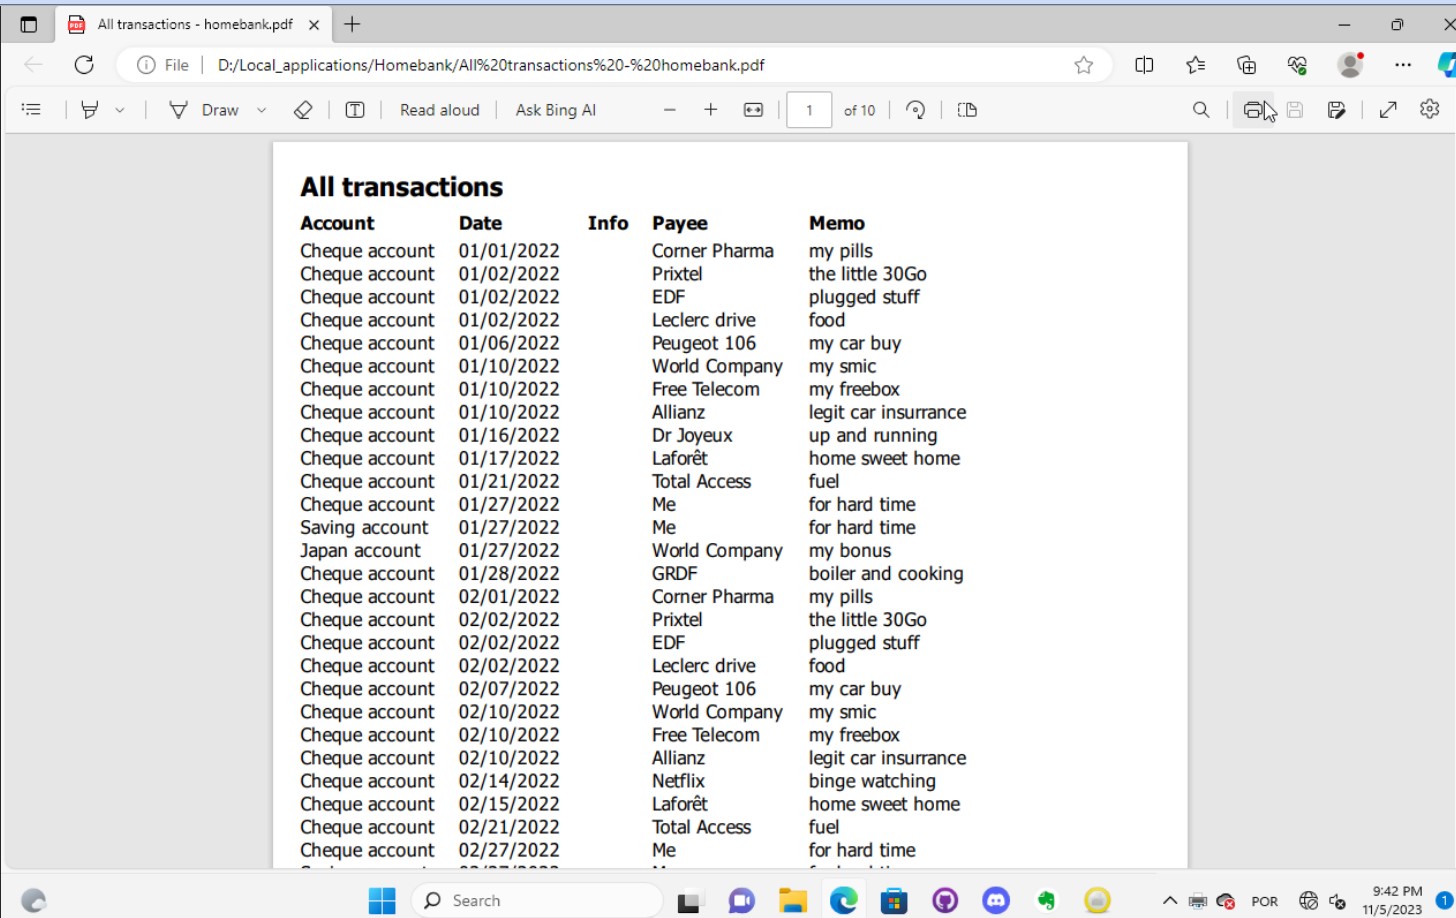 All transactions - homebank.pdf
File D:/Local_applications/Homebank/All%20transactions%20-%20homebank.pdf
Draw Read aloud Ask Bing AI 1 of 10
All transactions
Account Date Info Payee Memo
Cheque account 01/01/2022 Corner Pharma my pills
Cheque account 01/02/2022 Prixtel the little 30Go
Cheque account 01/02/2022 EDF plugged stuff
Cheque account 01/02/2022 Leclerc drive food
Cheque account 01/06/2022 Peugeot 106 my car buy
Cheque account 01/10/2022 World Company my smic
Cheque account 01/10/2022 Free Telecom my freebox
Cheque account 01/10/2022 Allianz legit car insurrance
Cheque account 01/16/2022 Dr Joyeux up and running
Cheque account 01/17/2022 Laforêt home sweet home
Cheque account 01/21/2022 Total Access fuel
Cheque account 01/27/2022 Me for hard time
Saving account 01/27/2022 Me for hard time
Japan account 01/27/2022 World Company my bonus
Cheque account 01/28/2022 GRDF boiler and cooking
Cheque account 02/01/2022 Corner Pharma my pills
Cheque account 02/02/2022 Prixtel the little 30Go
Cheque account 02/02/2022 EDF plugged stuff
Cheque account 02/02/2022 Leclerc drive food
Cheque account 02/07/2022 Peugeot 106 my car buy
Cheque account 02/10/2022 World Company my smic
Cheque account 02/10/2022 Free Telecom my freebox
Cheque account 02/10/2022 Allianz legit car insurrance
Cheque account 02/14/2022 Netflix binge watching
Cheque account 02/15/2022 Laforêt home sweet home
Cheque account 02/21/2022 Total Access fuel
Cheque account 02/27/2022 Me for hard time
Search POR 9:42 PM 1
11/5/2023